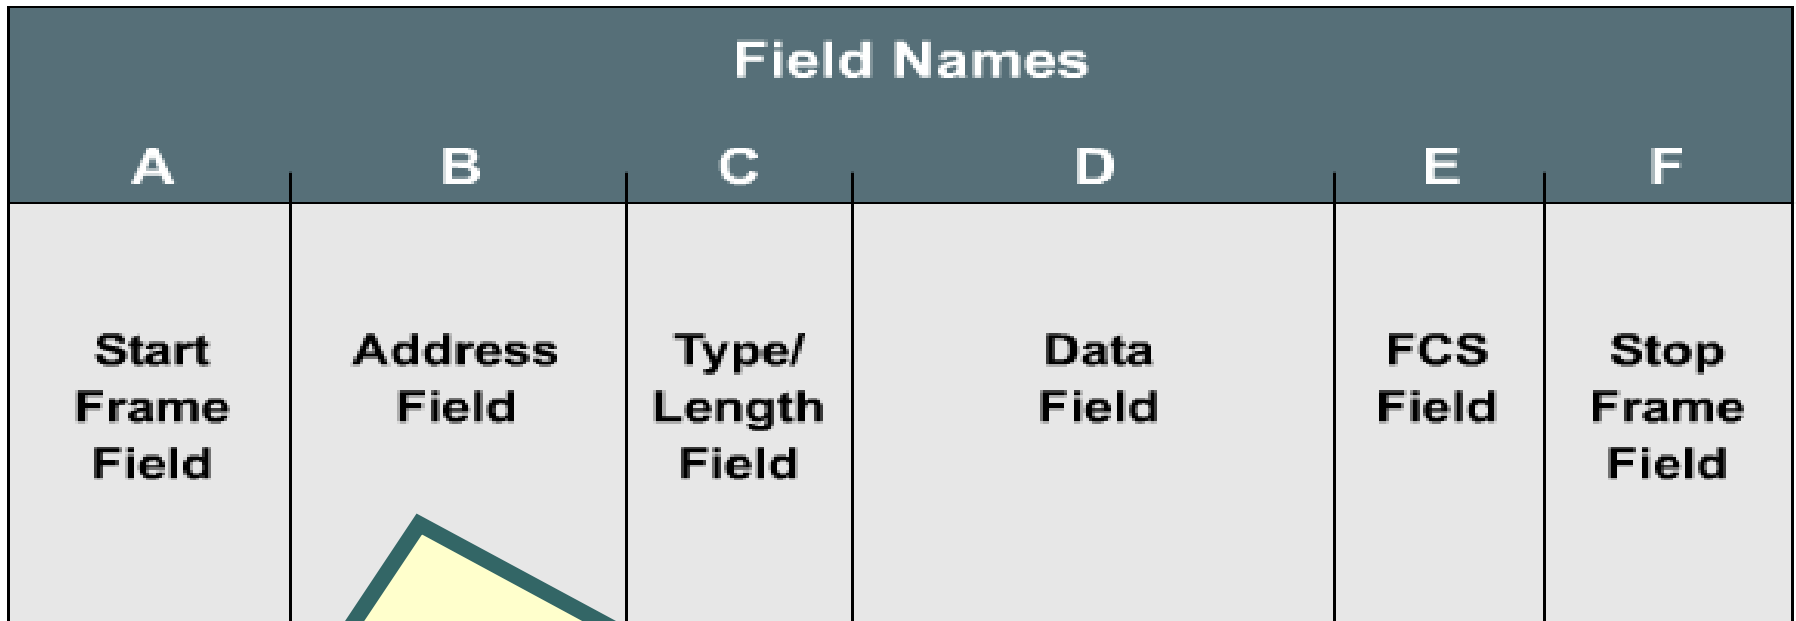 Field Names
A B C D E F
Start Address Type/ Data FCS Stop
Frame Field Length Field Field Frame
Field Field Field